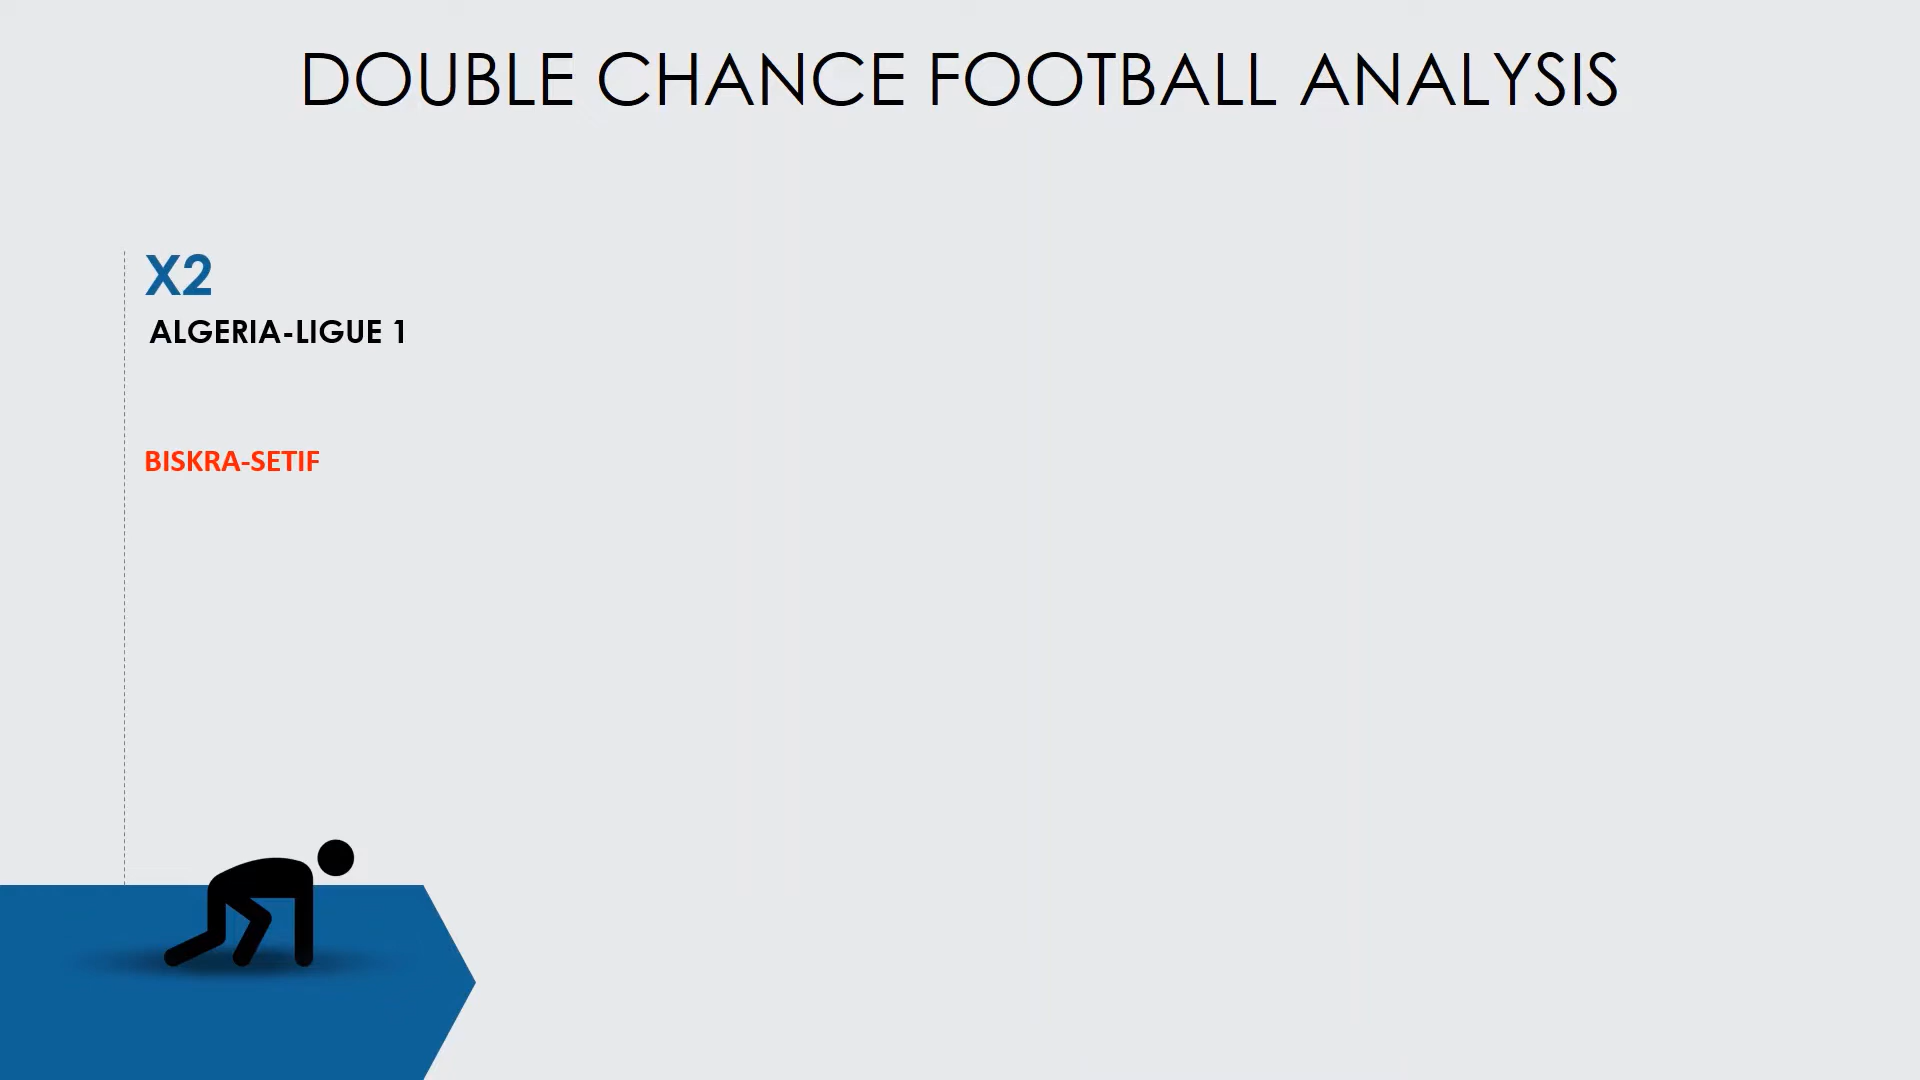 DOUBLE CHANCE FOOTBALL ANALYSIS
X2
ALGERIA-LIGUE 1
BISKRA-SETIF